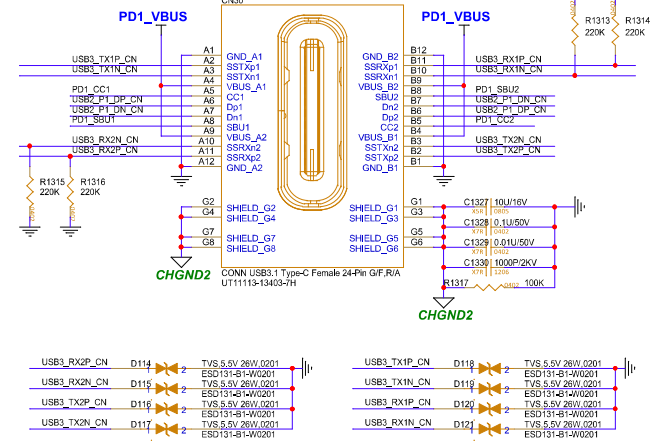 CN30
PD1_VBUS
PD1_VBUS
R1313
220K
R1314
220K
0402
0402
A1 GND_A1 GND_B2 B12
USB3_TX1P_CN A2 SSTXp1 SSRXp1 B11 USB3_RX1P_CN
USB3_TX1N_CN A3 SSTXn1 SSRXn1 B10 USB3_RX1N_CN
A4 VBUS_A1 VBUS_B2 B9
PD1_CC1 A5 CC1 SBU2 B8 PD1_SBU2
USB2_P1_DP_CN A6 Dp1 Dn2 B7 USB2_P1_DN_CN
USB2_P1_DN_CN A7 Dn1 Dp2 B6 USB2_P1_DP_CN
PD1_SBU1 A8 SBU1 CC2 B5 PD1_CC2
A9 VBUS_A2 VBUS_B1 B4
USB3_RX2N_CN A10 SSRXn2 SSTXn2 B3 USB3_TX2N_CN
USB3_RX2P_CN A11 SSRXp2 SSTXp2 B2 USB3_TX2P_CN
A12 GND_A2 GND_B1 B1
R1315
220K
R1316
220K
0402
0402
G2 SHIELD_G2 SHIELD_G1 G1
G4 SHIELD_G4 SHIELD_G3 G3
G7 SHIELD_G7 SHIELD_G5 G5
G8 SHIELD_G8 SHIELD_G6 G6
C1327 10U/16V
X5R 0805
C1328 0.1U/50V
X7R 0402
C1329 0.01U/50V
X7R 0402
C1330 1000P/2KV
X7R 1206
R1317 0402 100K
CHGND2
CHGND2
CONN USB3.1 Type-C Female 24-Pin G/F,R/A
UT11113-13403-7H
USB3_RX2P_CN D114 2 TVS,5.5V 26W,0201
ESD131-B1-W0201
USB3_RX2N_CN D115 2 TVS,5.5V 26W,0201
ESD131-B1-W0201
USB3_TX2P_CN D116 2 TVS,5.5V 26W,0201
ESD131-B1-W0201
USB3_TX2N_CN D117 2 TVS,5.5V 26W,0201
ESD131-B1-W0201
USB3_TX1P_CN D118 2 TVS,5.5V 26W,0201
ESD131-B1-W0201
USB3_TX1N_CN D119 2 TVS,5.5V 26W,0201
ESD131-B1-W0201
USB3_RX1P_CN D120 2 TVS,5.5V 26W,0201
ESD131-B1-W0201
USB3_RX1N_CN D121 2 TVS,5.5V 26W,0201
ESD131-B1-W0201